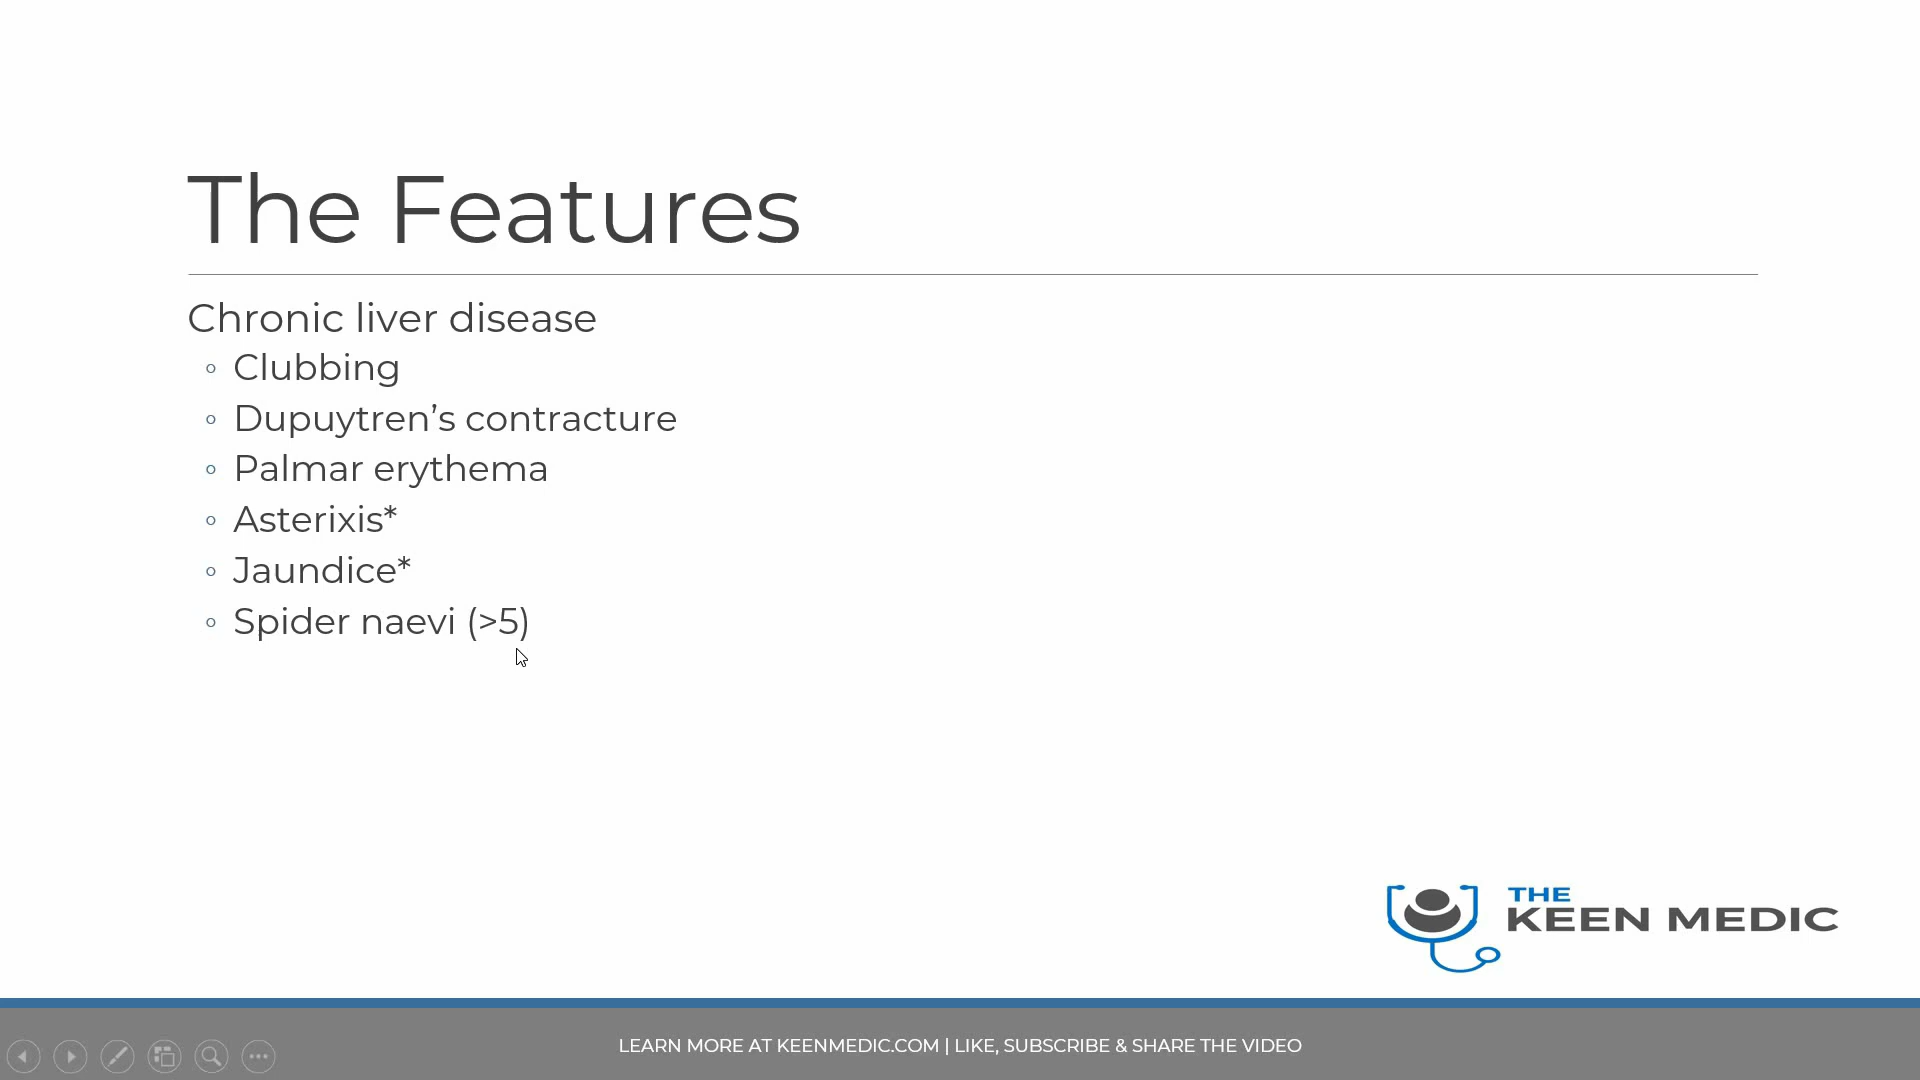 The Features
Chronic liver disease
◦ Clubbing
◦ Dupuytren’s contracture
◦ Palmar erythema
◦ Asterixis*
◦ Jaundice*
◦ Spider naevi (>5)
THE
KEEN MEDIC
LEARN MORE AT KEENMEDIC.COM | LIKE, SUBSCRIBE & SHARE THE VIDEO